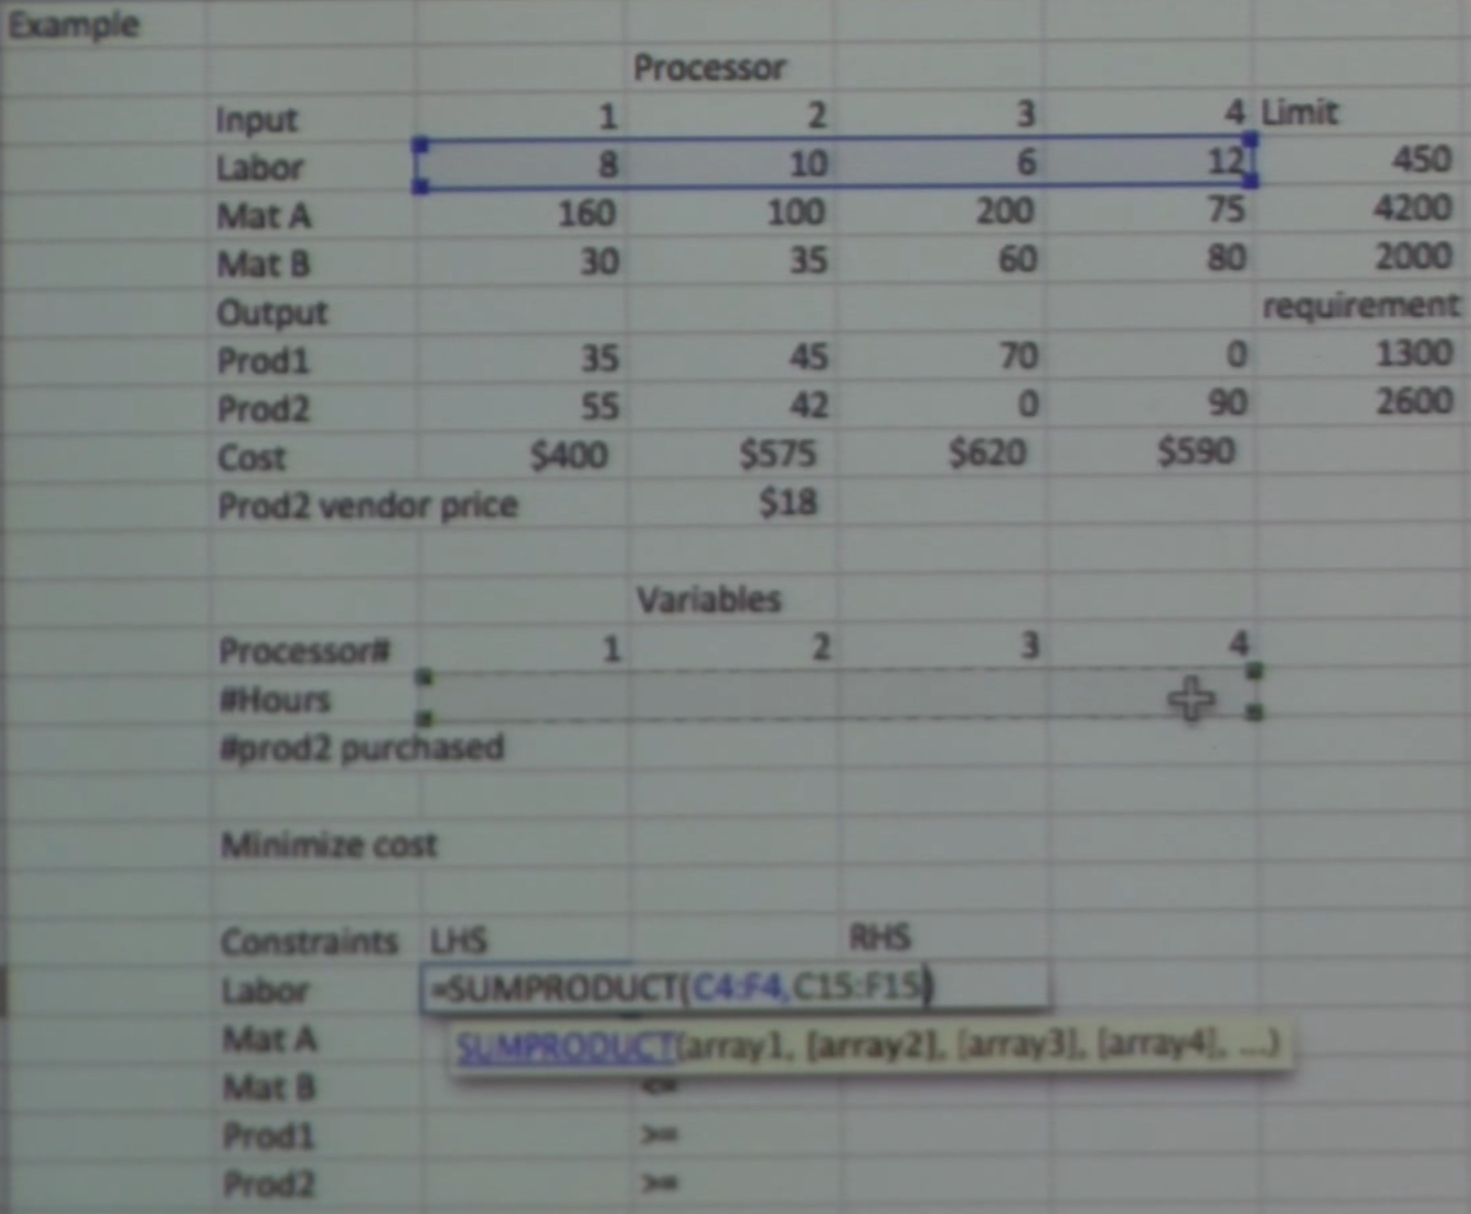 Example
Processor
Input 1 2 3 4 Limit
Labor 8 10 6 12 450
Mat A 160 100 200 75 4200
Mat B 30 35 60 80 2000
Output requirement
Prod1 35 45 70 0 1300
Prod2 55 42 0 90 2600
Cost $400 $575 $620 $590
Prod2 vendor price $18
Variables
Processor# 1 2 3 4
#Hours
#prod2 purchased
Minimize cost
Constraints LHS RHS
Labor =SUMPRODUCT(C4:F4,C15:F15)
Mat A SUMPRODUCT(array1, [array2], [array3], [array4], ...)
Mat B <=
Prod1 >=
Prod2 >=